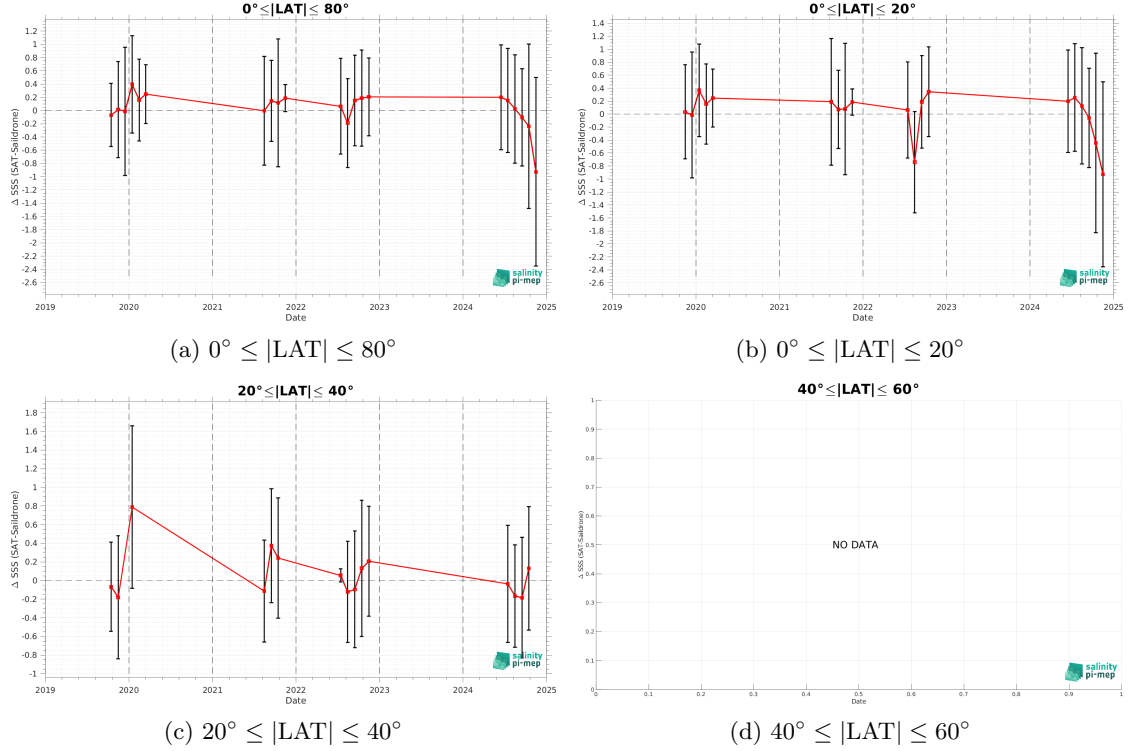 0°≤|LAT|≤ 80°
1.2
1
0.8
0.6
0.4
0.2
0
-0.2
-0.4
-0.6
-0.8
-1
-1.2
-1.4
-1.6
-1.8
-2
-2.2
-2.4
-2.6
Δ SSS (SAT-Saildrone)
2019 2020 2021 2022 2023 2024 2025
Date
salinity
pi-mep
(a) 0° ≤ |LAT| ≤ 80°
0°≤|LAT|≤ 20°
1.4
1.2
1
0.8
0.6
0.4
0.2
0
-0.2
-0.4
-0.6
-0.8
-1
-1.2
-1.4
-1.6
-1.8
-2
-2.2
-2.4
-2.6
Δ SSS (SAT-Saildrone)
2019 2020 2021 2022 2023 2024 2025
Date
salinity
pi-mep
(b) 0° ≤ |LAT| ≤ 20°
20°≤|LAT|≤ 40°
1.8
1.6
1.4
1.2
1
0.8
0.6
0.4
0.2
0
-0.2
-0.4
-0.6
-0.8
-1
Δ SSS (SAT-Saildrone)
2019 2020 2021 2022 2023 2024 2025
Date
salinity
pi-mep
(c) 20° ≤ |LAT| ≤ 40°
40°≤|LAT|≤ 60°
1
0.9
0.8
0.7
0.6
0.5
0.4
0.3
0.2
0.1
0
Δ SSS (SAT-Saildrone)
NO DATA
0 0.1 0.2 0.3 0.4 0.5 0.6 0.7 0.8 0.9 1
Date
salinity
pi-mep
(d) 40° ≤ |LAT| ≤ 60°